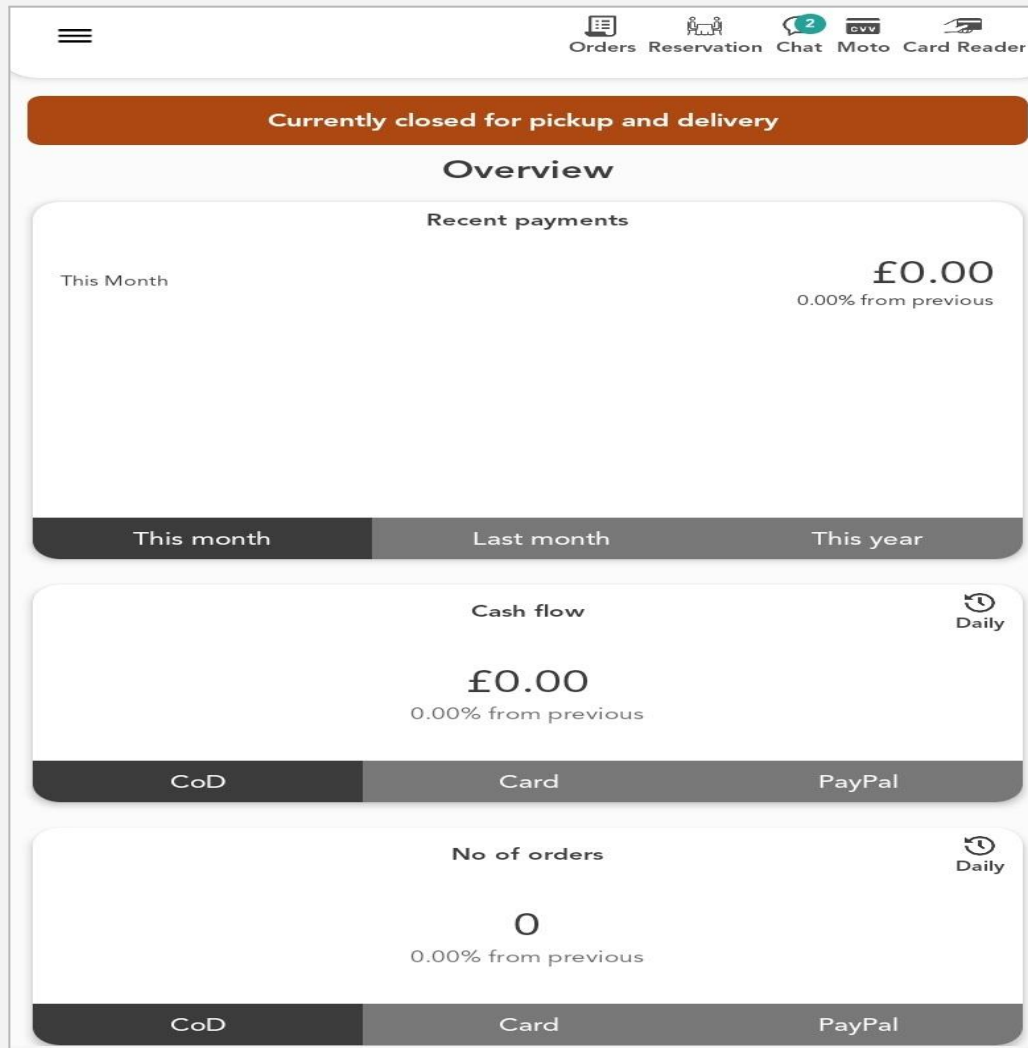 2
CVV
Orders Reservation Chat Moto Card Reader
Currently closed for pickup and delivery
Overview
Recent payments
This Month
£0.00
0.00% from previous
This month Last month This year
Cash flow
Daily
£0.00
0.00% from previous
CoD Card PayPal
No of orders
Daily
0
0.00% from previous
CoD Card PayPal